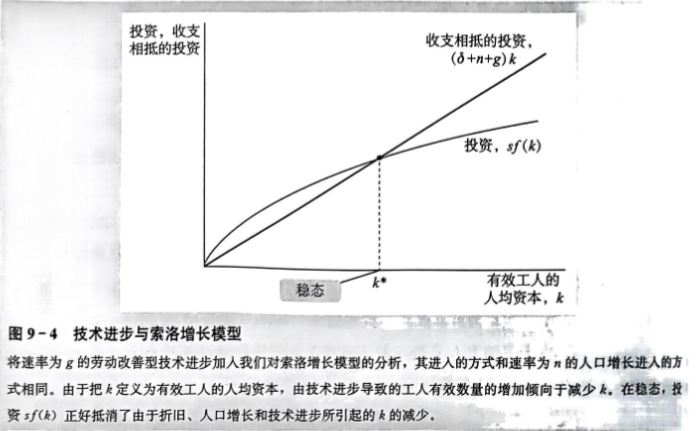 投资，收支
相抵的投资
收支相抵的投资，
(δ+n+g)k
投资，sf(k)
稳态
k*
有效工人的
人均资本，k
图9-4 技术进步与索洛增长模型
将速率为 g 的劳动改善型技术进步加入我们对索洛增长模型的分析，其进入的方式和速率为 n 的人口增长进入的方
式相同。由于把 k 定义为有效工人的人均资本，由技术进步导致的工人有效数量的增加倾向于减少 k。在稳态，投
资 sf(k) 正好抵消了由于折旧、人口增长和技术进步所引起的 k 的减少。